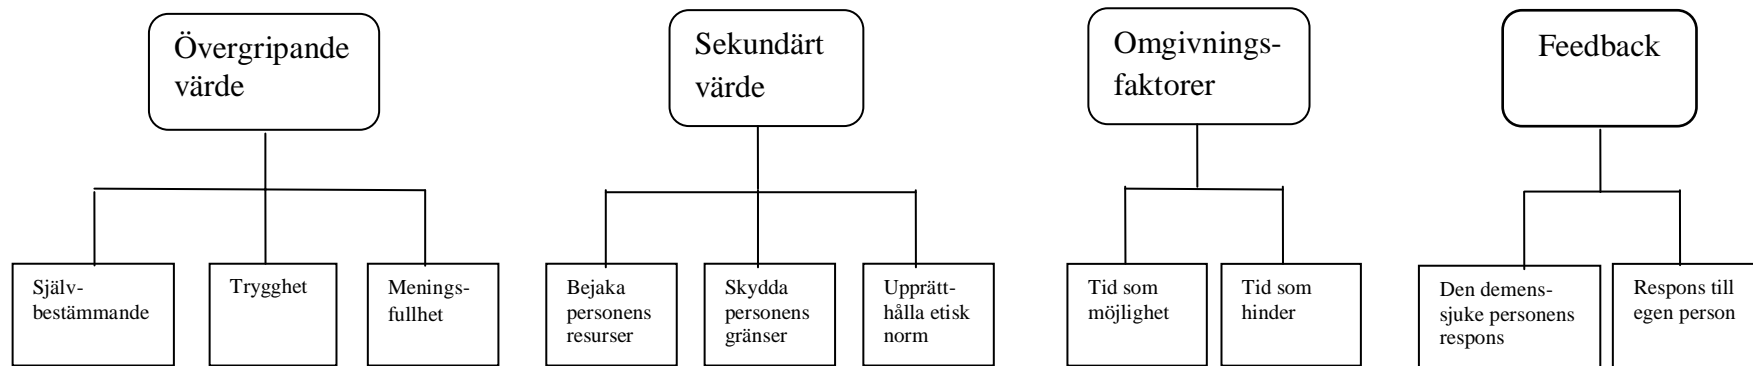 Övergripande
värde
Sekundärt
värde
Omgivnings-
faktorer
Feedback
Själv-
bestämmande
Trygghet
Menings-
fullhet
Bejaka
personens
resurser
Skydda
personens
gränser
Upprätt-
hålla etisk
norm
Tid som
möjlighet
Tid som
hinder
Den demens-
sjuke personens
respons
Respons till
egen person